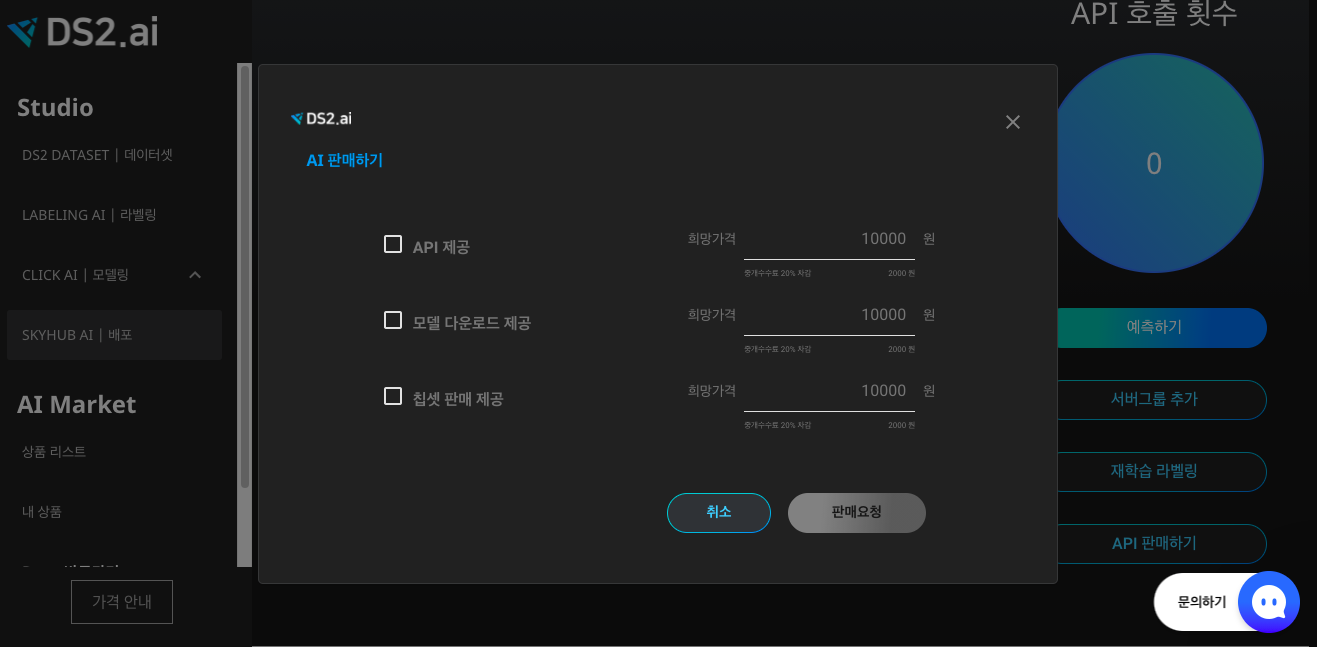 DS2.ai
Studio
DS2 DATASET | 데이터셋
LABELING AI | 라벨링
CLICK AI | 모델링
SKYHUB AI | 배포
AI Market
상품 리스트
내 상품
가격 안내
DS2.ai
AI 판매하기
API 제공
희망가격 10000 원
중개수수료 20% 차감 2000 원
모델 다운로드 제공
희망가격 10000 원
중개수수료 20% 차감 2000 원
칩셋 판매 제공
희망가격 10000 원
중개수수료 20% 차감 2000 원
취소
판매요청
API 호출 횟수
0
예측하기
서버그룹 추가
재학습 라벨링
API 판매하기
문의하기